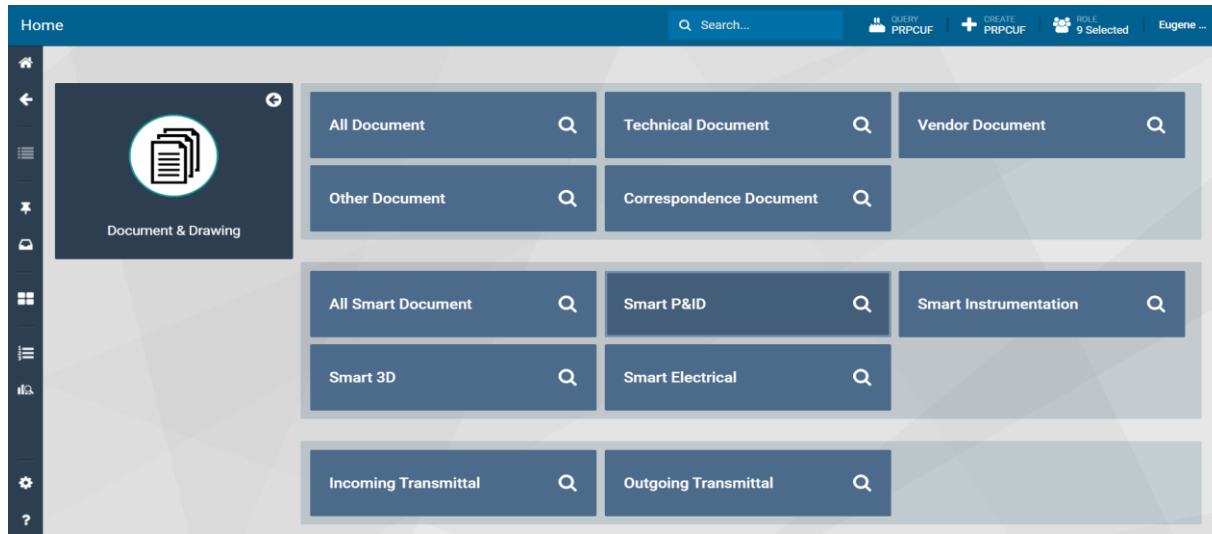 Home
Search...
QUERY
PRPCUF
CREATE
PRPCUF
ROLE
9 Selected
Eugene ...
Document & Drawing
All Document
Technical Document
Vendor Document
Other Document
Correspondence Document
All Smart Document
Smart P&ID
Smart Instrumentation
Smart 3D
Smart Electrical
Incoming Transmittal
Outgoing Transmittal
?